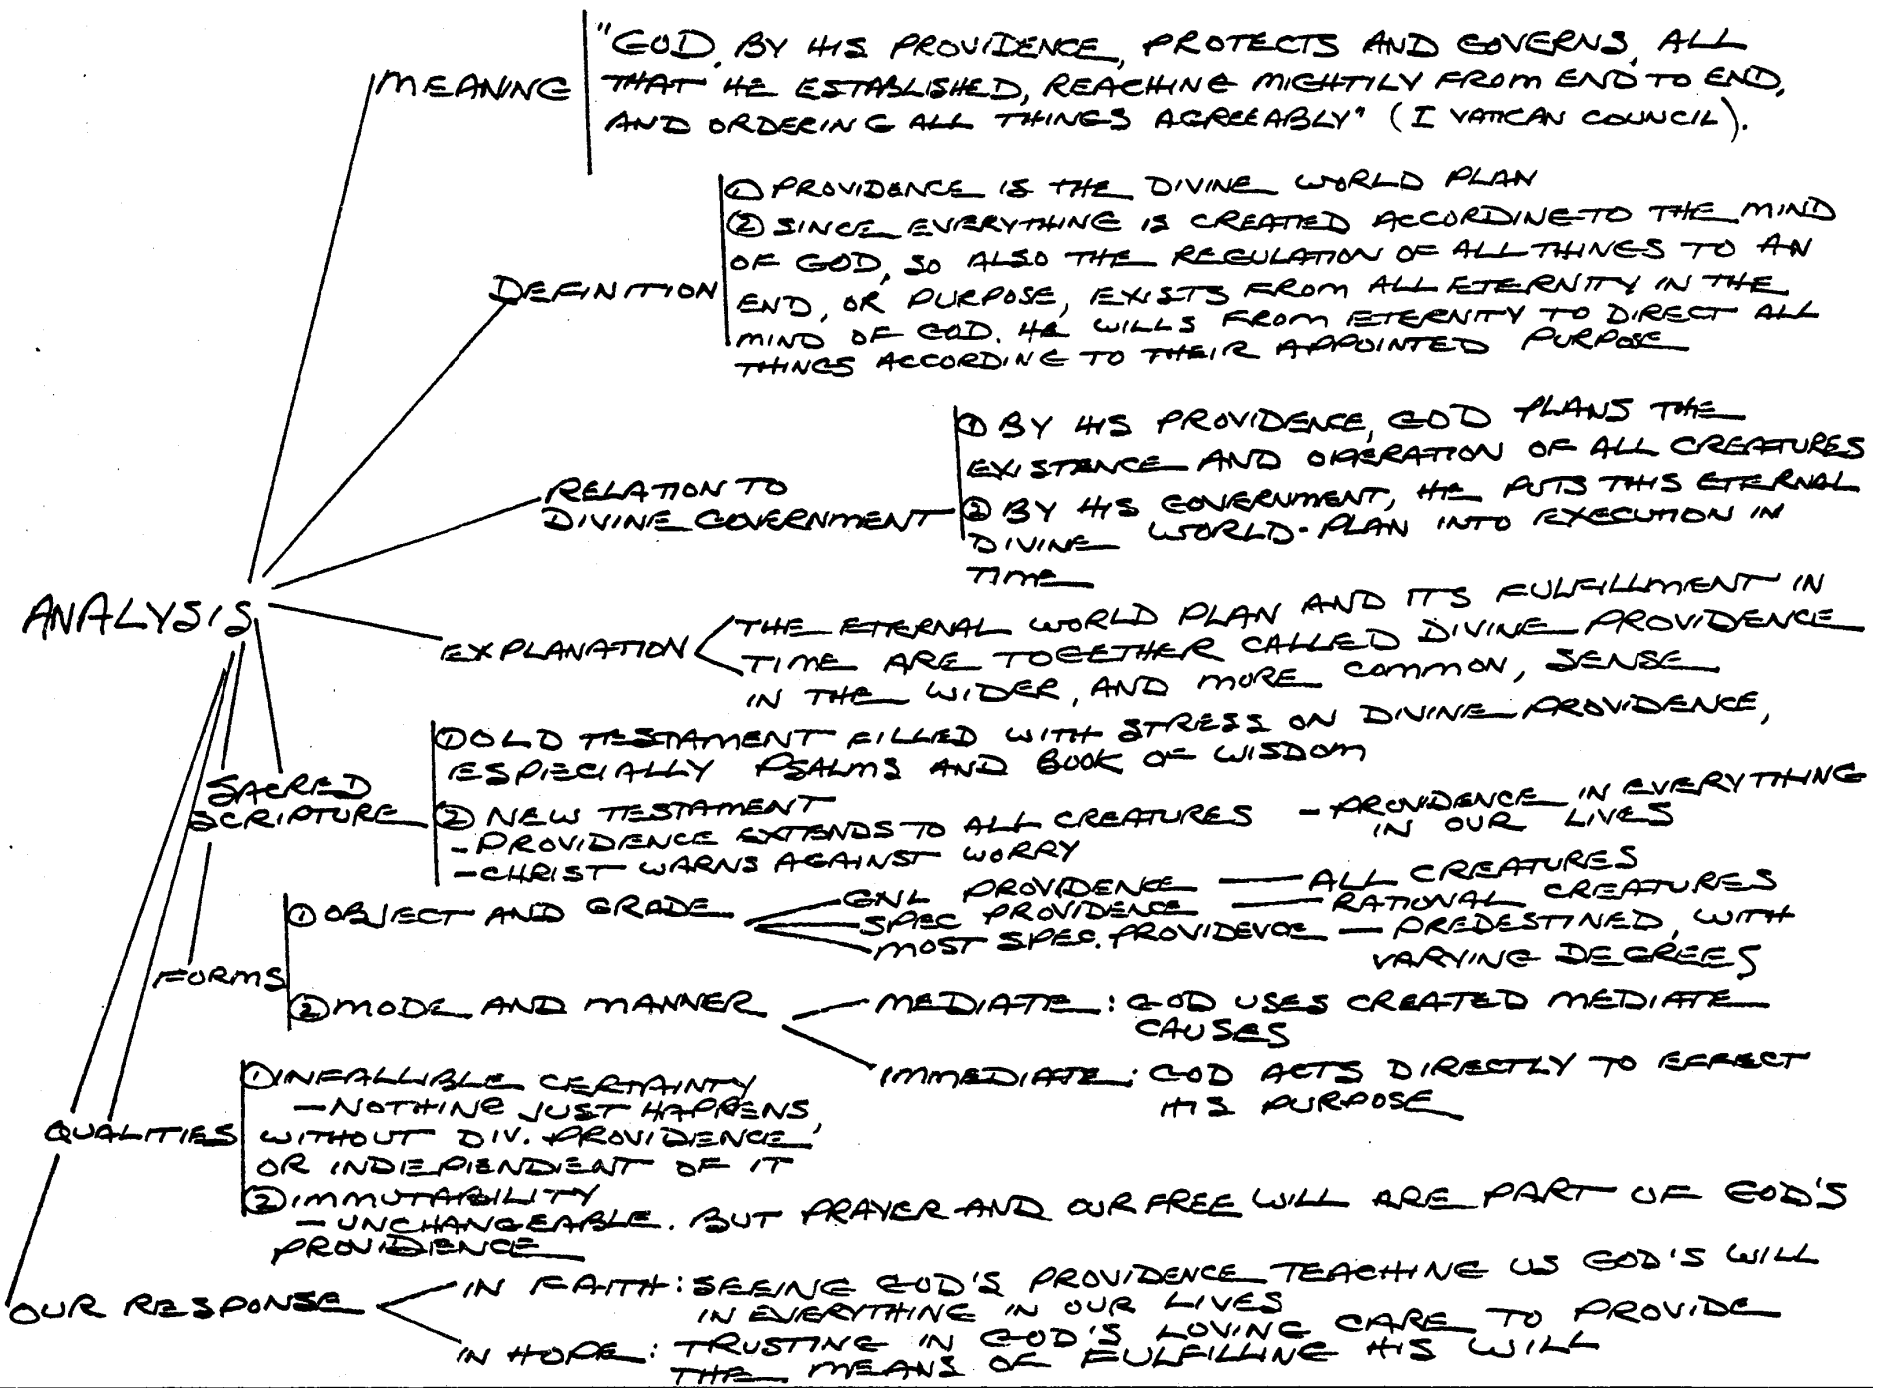 MEANING
"GOD, BY HIS PROVIDENCE, PROTECTS AND GOVERNS, ALL
THAT HE ESTABLISHED, REACHING MIGHTILY FROM END TO END,
AND ORDERING ALL THINGS AGREEABLY" (I VATICAN COUNCIL).
DEFINITION
① PROVIDENCE IS THE DIVINE WORLD PLAN
② SINCE EVERYTHING IS CREATED ACCORDING TO THE MIND
OF GOD, SO ALSO THE REGULATION OF ALL THINGS TO AN
END, OR PURPOSE, EXISTS FROM ALL ETERNITY IN THE
MIND OF GOD. HE WILLS FROM ETERNITY TO DIRECT ALL
THINGS ACCORDING TO THEIR APPOINTED PURPOSE
RELATION TO
DIVINE GOVERNMENT
① BY HIS PROVIDENCE, GOD PLANS THE
EXISTENCE AND OPERATION OF ALL CREATURES
② BY HIS GOVERNMENT, HE PUTS THIS ETERNAL
DIVINE WORLD-PLAN INTO EXECUTION IN
TIME
ANALYSIS
EXPLANATION
THE ETERNAL WORLD PLAN AND ITS FULFILLMENT IN
TIME ARE TOGETHER CALLED DIVINE PROVIDENCE
IN THE WIDER, AND MORE COMMON, SENSE
SACRED
SCRIPTURE
① OLD TESTAMENT FILLED WITH STRESS ON DIVINE PROVIDENCE,
ESPECIALLY PSALMS AND BOOK OF WISDOM
② NEW TESTAMENT
- PROVIDENCE EXTENDS TO ALL CREATURES - PROVIDENCE IN EVERYTHING
IN OUR LIVES
- CHRIST WARNS AGAINST WORRY
FORMS
① OBJECT AND GRADE
GNL PROVIDENCE — ALL CREATURES
SPEC PROVIDENCE — RATIONAL CREATURES
MOST SPEC. PROVIDENCE — PREDESTINED, WITH
VARYING DEGREES
② MODE AND MANNER
MEDIATE: GOD USES CREATED MEDIATE
CAUSES
IMMEDIATE: GOD ACTS DIRECTLY TO EFFECT
HIS PURPOSE
QUALITIES
① INFALLIBLE CERTAINTY
- NOTHING JUST HAPPENS,
WITHOUT DIV. PROVIDENCE,
OR INDEPENDENT OF IT
② IMMUTABILITY
- UNCHANGEABLE. BUT PRAYER AND OUR FREE WILL ARE PART OF GOD'S
PROVIDENCE
OUR RESPONSE
IN FAITH: SEEING GOD'S PROVIDENCE TEACHING US GOD'S WILL
IN EVERYTHING IN OUR LIVES
IN HOPE: TRUSTING IN GOD'S LOVING CARE TO PROVIDE
THE MEANS OF FULFILLING HIS WILL